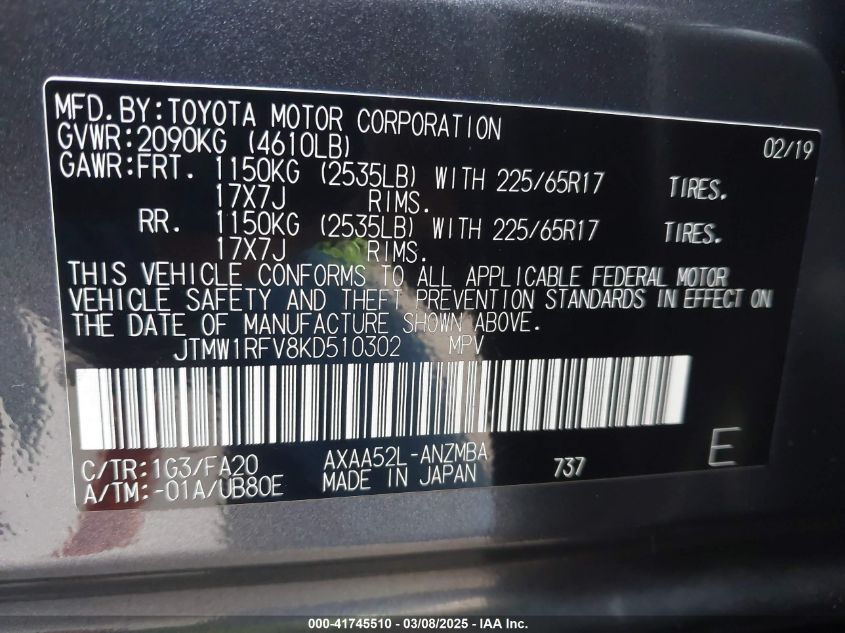 MFD.BY:TOYOTA MOTOR CORPORATION 02/19
GVWR:2090KG (4610LB)
GAWR:FRT. 1150KG (2535LB) WITH 225/65R17 TIRES.
17X7J RIMS.
RR. 1150KG (2535LB) WITH 225/65R17 TIRES.
17X7J RIMS.
THIS VEHICLE CONFORMS TO ALL APPLICABLE FEDERAL MOTOR
VEHICLE SAFETY AND THEFT PREVENTION STANDARDS IN EFFECT ON
THE DATE OF MANUFACTURE SHOWN ABOVE.
JTMW1RFV8KD510302 MPV
C/TR:1G3/FA20 AXAA52L-ANZMBA 737 E
A/TM:-01A/UB80E MADE IN JAPAN
000-41745510 | 03/08/2025 - IAA Inc.